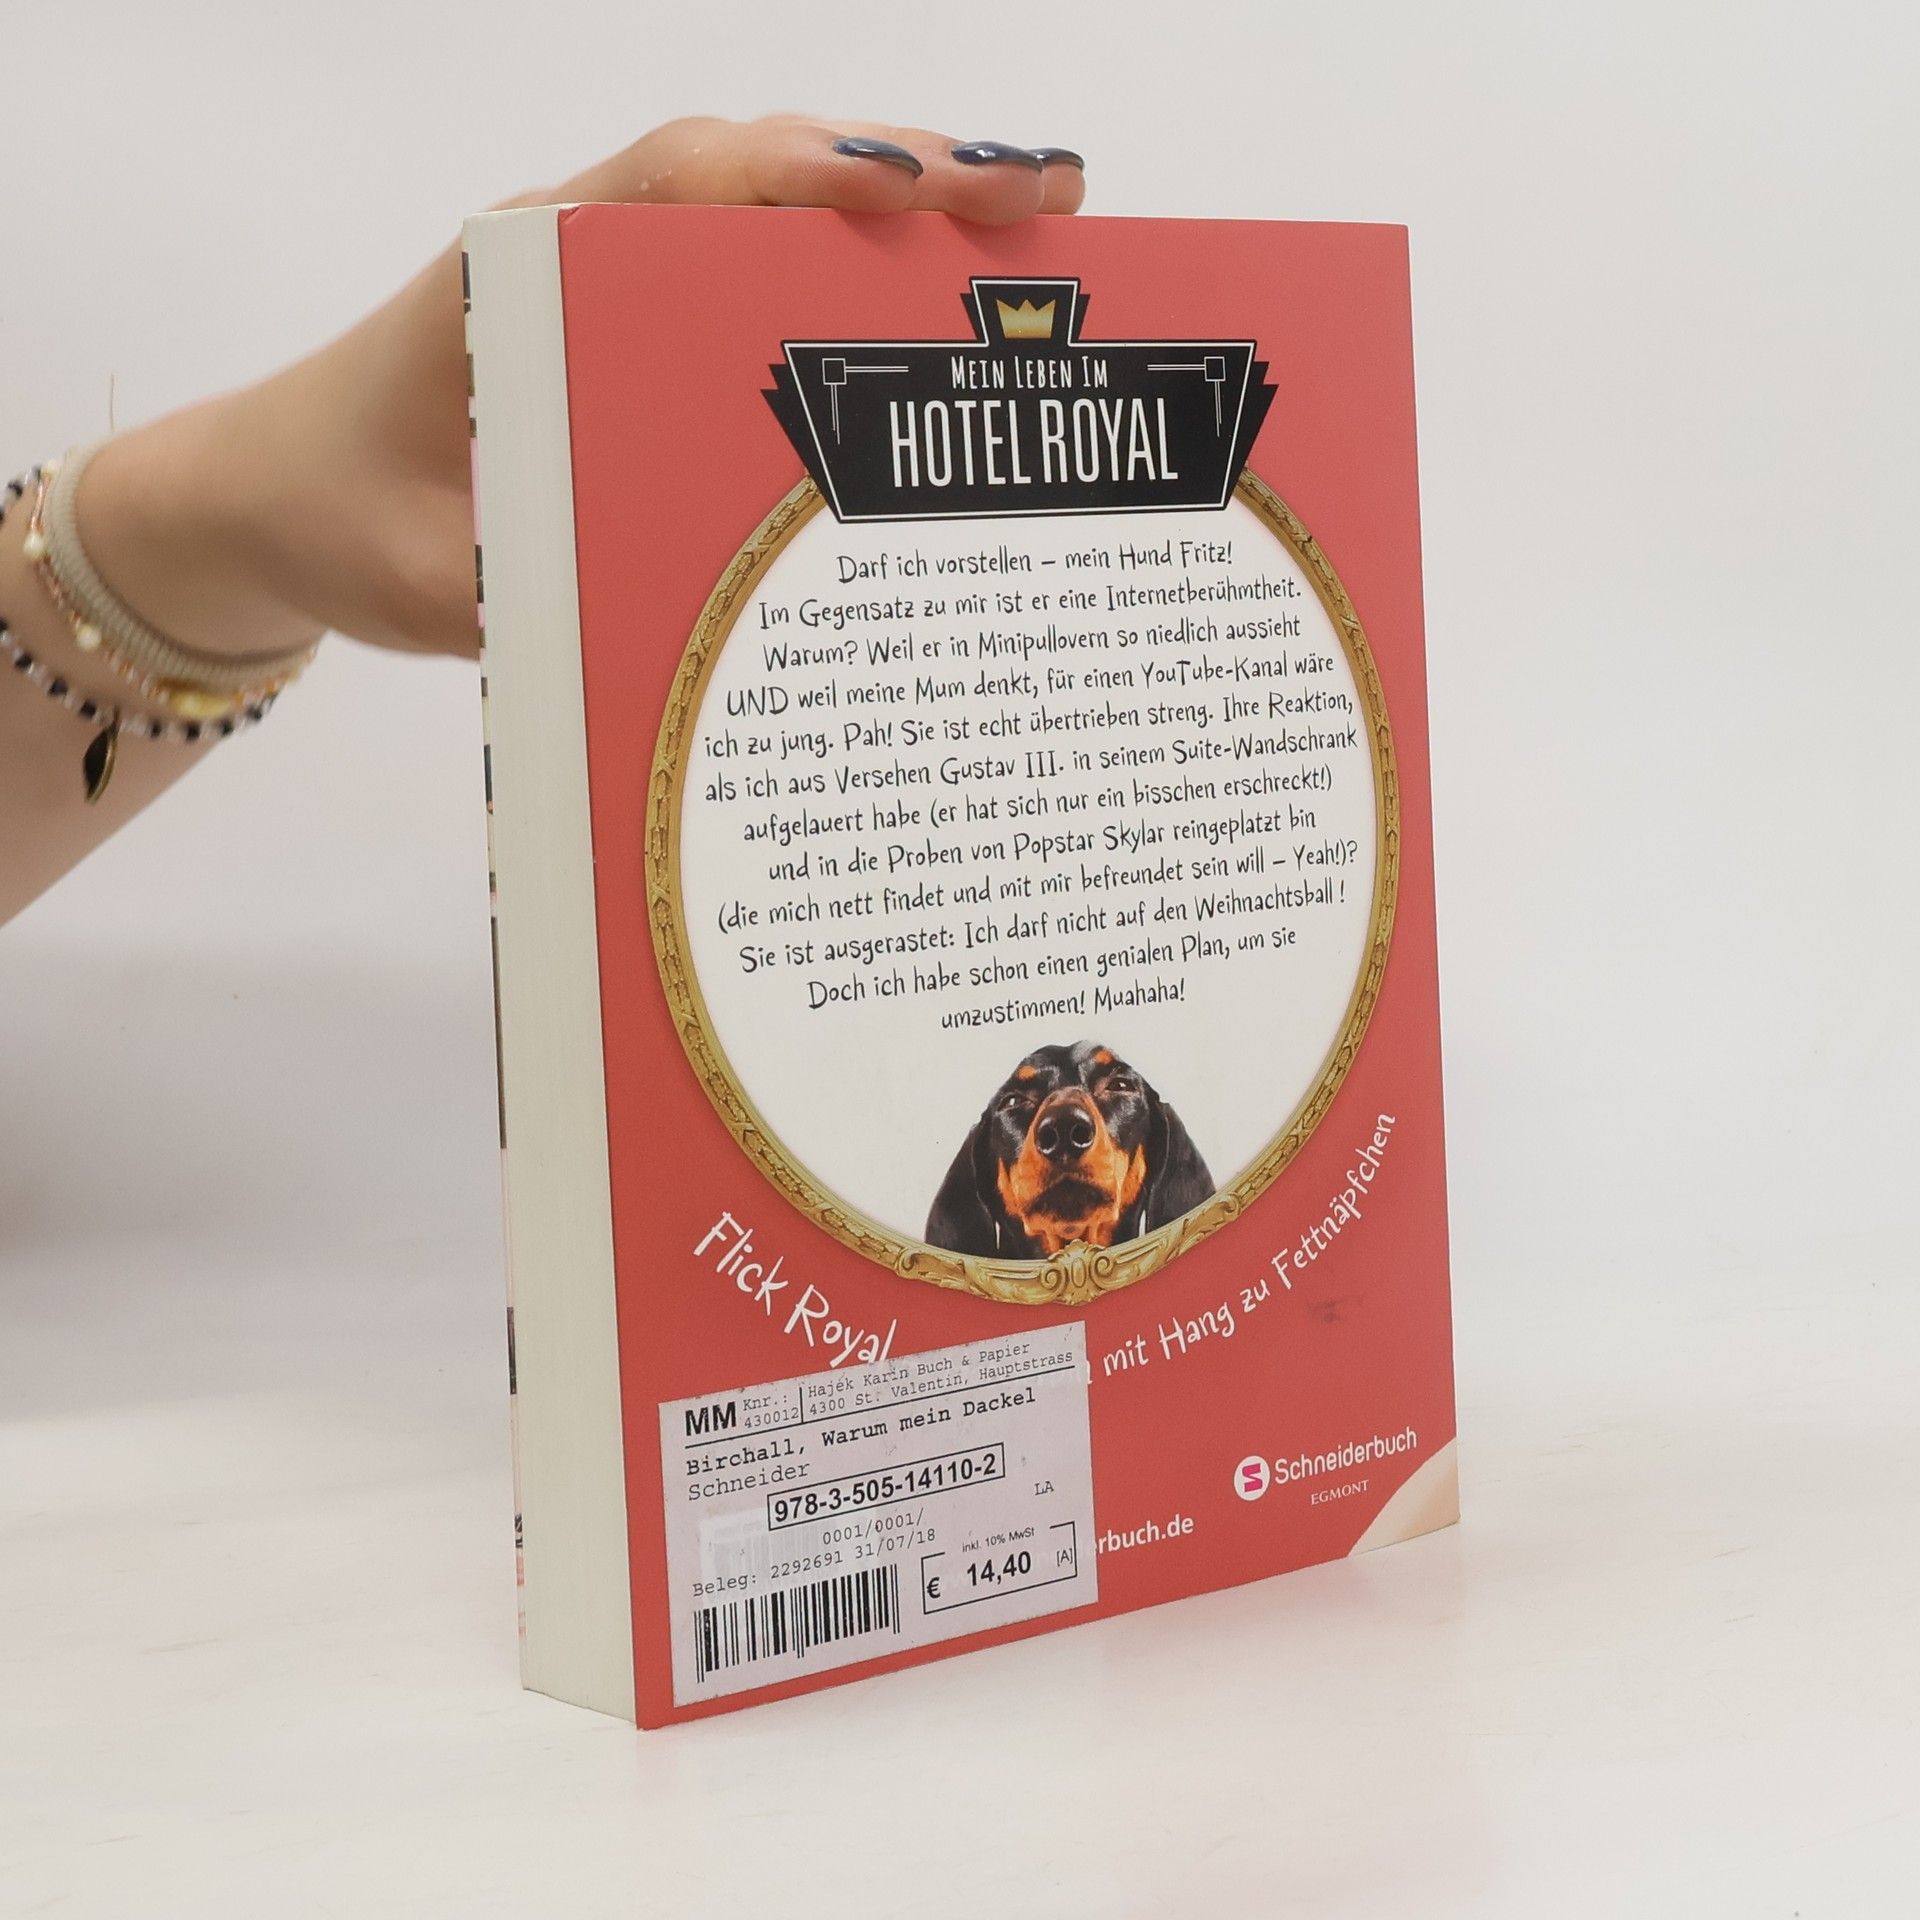 MEIN LEBEN IM
HOTEL ROYAL
Darf ich vorstellen – mein Hund Fritz!
Im Gegensatz zu mir ist er eine Internetberühmtheit.
Warum? Weil er in Minipullovern so niedlich aussieht
UND weil meine Mum denkt, für einen YouTube-Kanal wäre
ich zu jung. Pah! Sie ist echt übertrieben streng. Ihre Reaktion,
als ich aus Versehen Gustav III. in seinem Suite-Wandschrank
aufgelauert habe (er hat sich nur ein bisschen erschreckt!)
und in die Proben von Popstar Skylar reingeplatzt bin
(die mich nett findet und mit mir befreundet sein will – Yeah!)?
Sie ist ausgerastet: Ich darf nicht auf den Weihnachtsball!
Doch ich habe schon einen genialen Plan, um sie
umzustimmen! Muahaha!
Flick Royal
mit Hang zu Fettnäpfchen
MM Knr.: 430012
Hajek Karin Buch & Papier
4300 St. Valentin, Hauptstrass
Birchall, Warum mein Dackel
Schneider
978-3-505-14110-2
LA
0001/0001/
Beleg: 2292691 31/07/18
inkl. 10% MwSt
€ 14,40 [A]
rbuch.de
Schneiderbuch
EGMONT